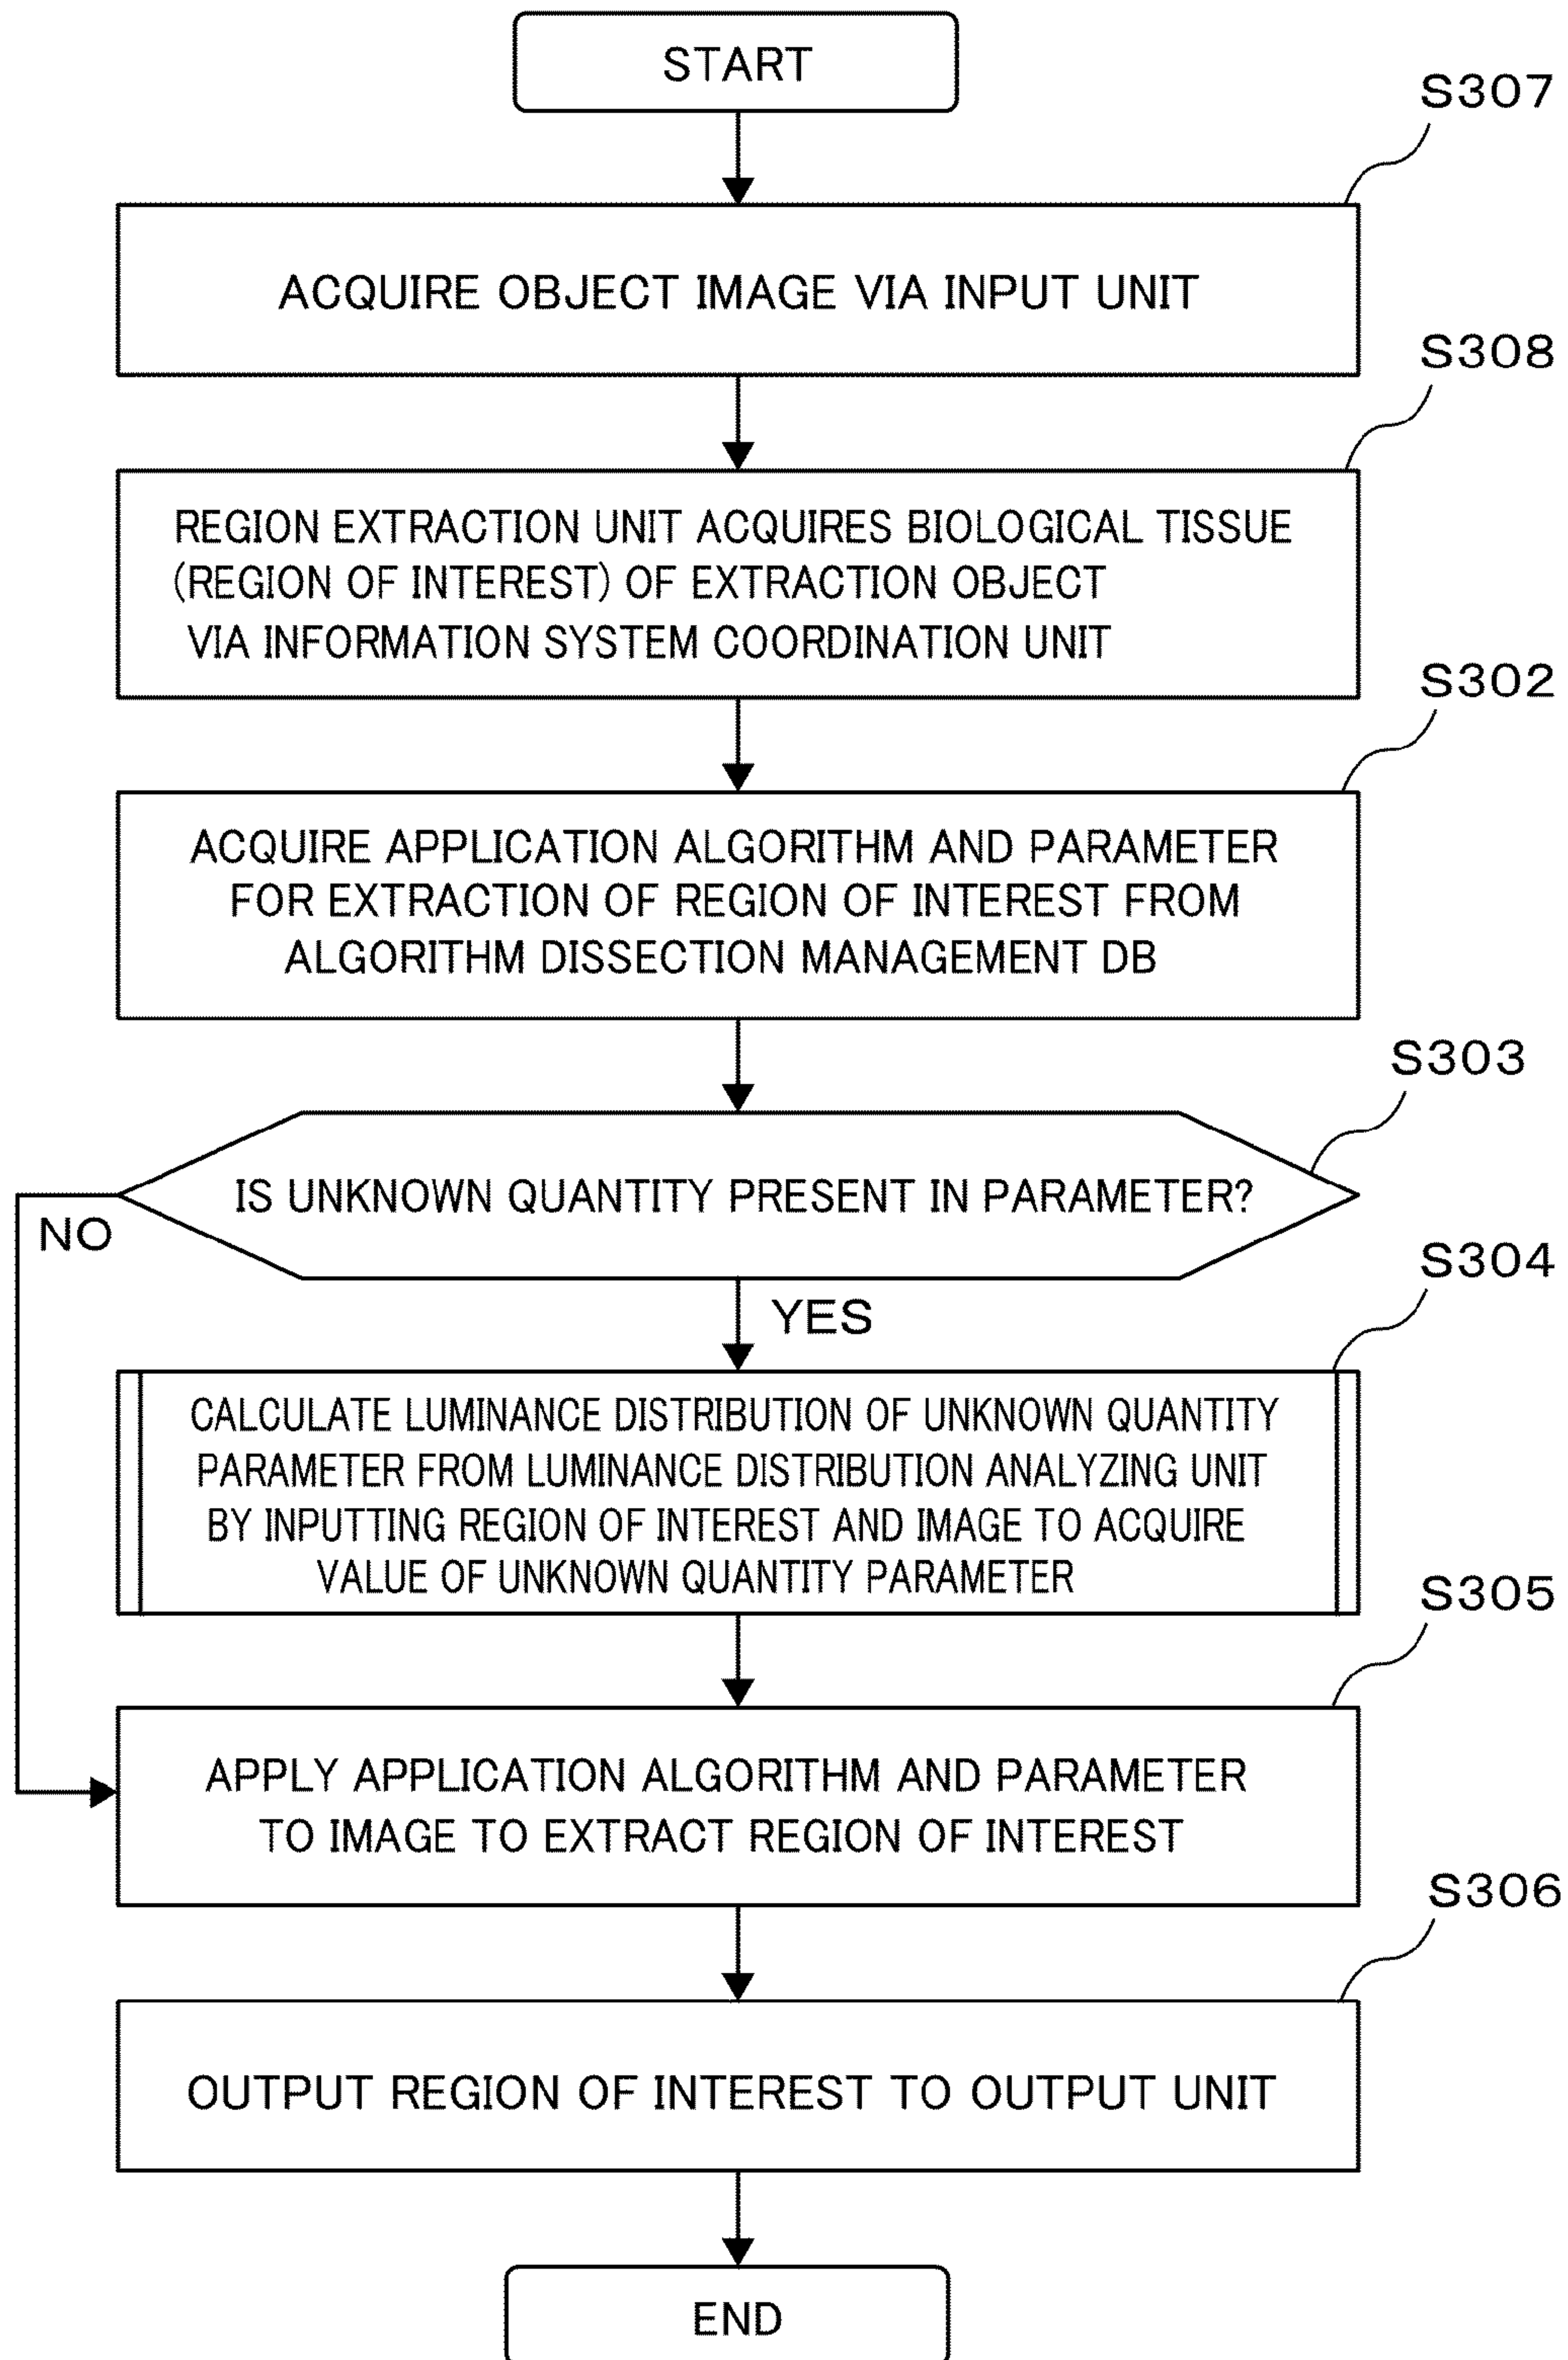 START
S307
ACQUIRE OBJECT IMAGE VIA INPUT UNIT
S308
REGION EXTRACTION UNIT ACQUIRES BIOLOGICAL TISSUE
(REGION OF INTEREST) OF EXTRACTION OBJECT
VIA INFORMATION SYSTEM COORDINATION UNIT
S302
ACQUIRE APPLICATION ALGORITHM AND PARAMETER
FOR EXTRACTION OF REGION OF INTEREST FROM
ALGORITHM DISSECTION MANAGEMENT DB
S303
IS UNKNOWN QUANTITY PRESENT IN PARAMETER?
NO
YES
S304
CALCULATE LUMINANCE DISTRIBUTION OF UNKNOWN QUANTITY
PARAMETER FROM LUMINANCE DISTRIBUTION ANALYZING UNIT
BY INPUTTING REGION OF INTEREST AND IMAGE TO ACQUIRE
VALUE OF UNKNOWN QUANTITY PARAMETER
S305
APPLY APPLICATION ALGORITHM AND PARAMETER
TO IMAGE TO EXTRACT REGION OF INTEREST
S306
OUTPUT REGION OF INTEREST TO OUTPUT UNIT
END